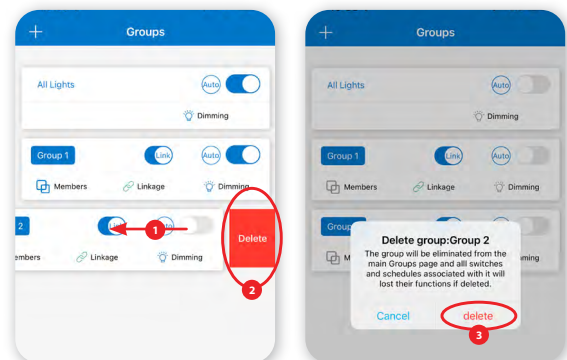 Groups
All Lights Auto
Dimming
Group 1 Link Auto
Members Linkage Dimming
2 Link Auto
embers Linkage Dimming
Delete
1
2
Groups
All Lights Auto
Dimming
Group 1 Link Auto
Members Linkage Dimming
Group
M ming
Delete group:Group 2
The group will be eliminated from the
main Groups page and alll switches
and schedules associated with it will
lost their functions if deleted.
Cancel delete
3